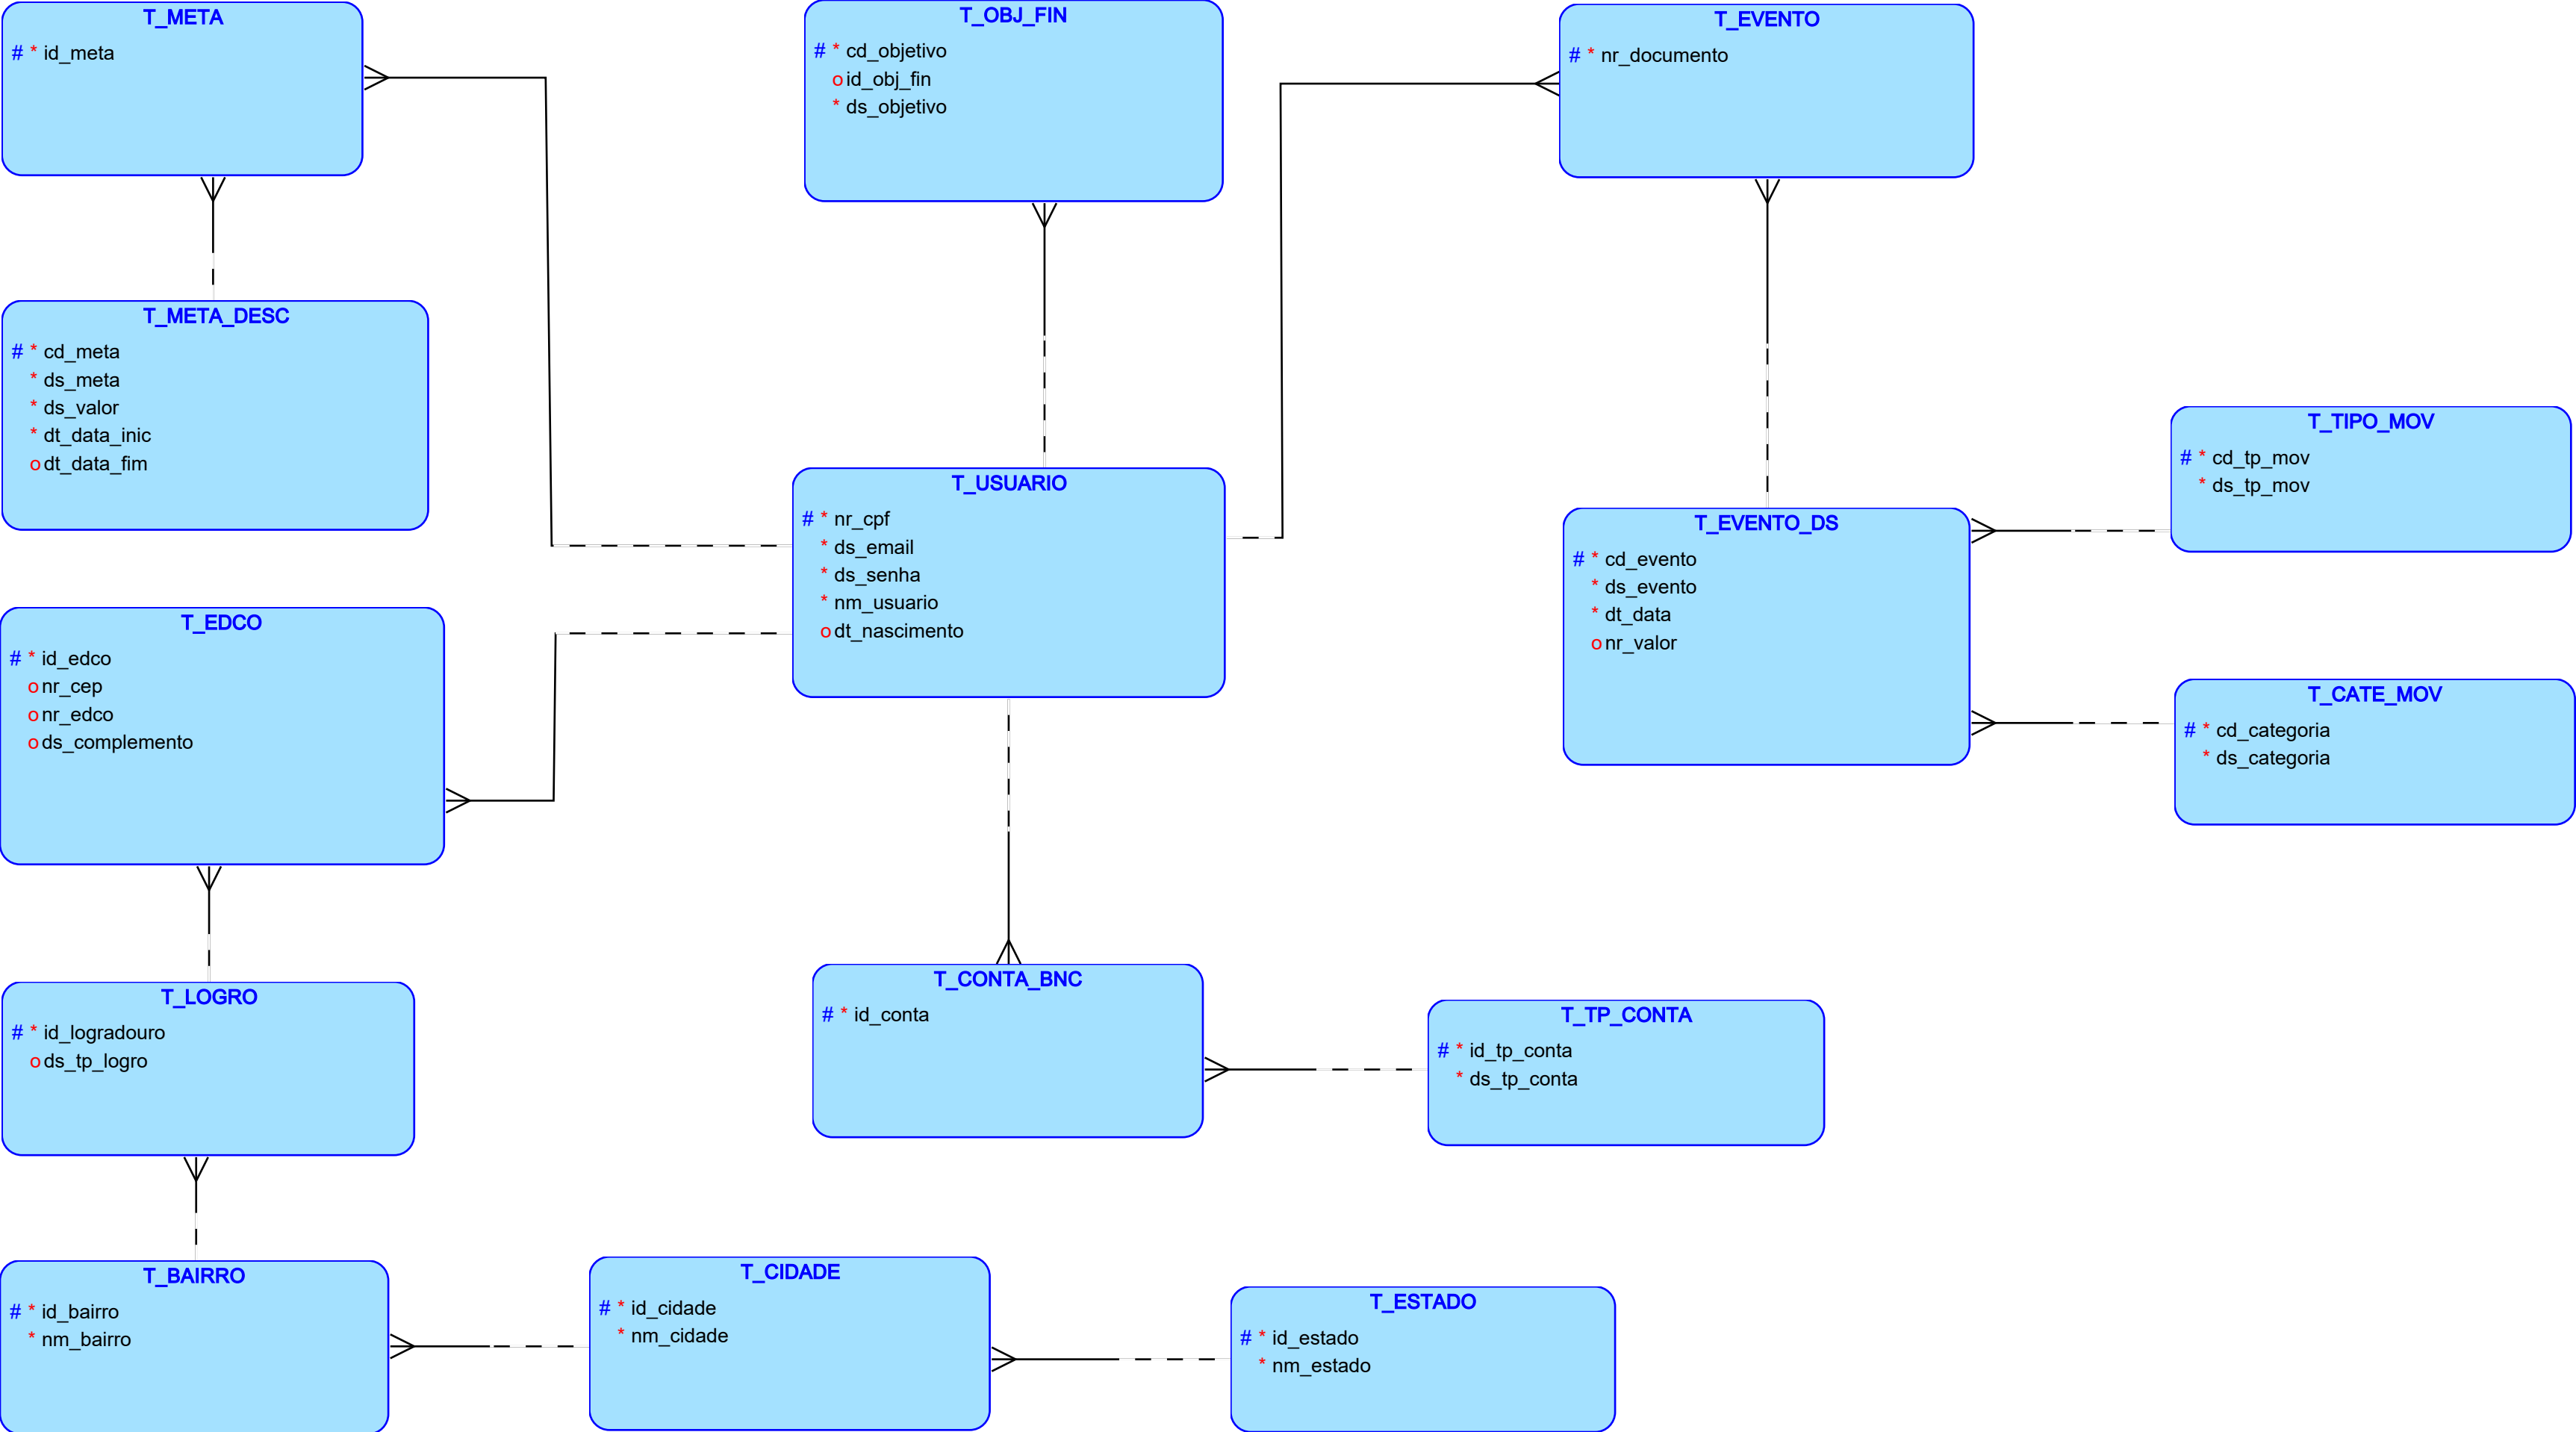 T_META
# * id_meta
T_OBJ_FIN
# * cd_objetivo
o id_obj_fin
* ds_objetivo
T_EVENTO
# * nr_documento
T_META_DESC
# * cd_meta
* ds_meta
* ds_valor
* dt_data_inic
o dt_data_fim
T_USUARIO
# * nr_cpf
* ds_email
* ds_senha
* nm_usuario
o dt_nascimento
T_EVENTO_DS
# * cd_evento
* ds_evento
* dt_data
o nr_valor
T_TIPO_MOV
# * cd_tp_mov
* ds_tp_mov
T_CATE_MOV
# * cd_categoria
* ds_categoria
T_EDCO
# * id_edco
o nr_cep
o nr_edco
o ds_complemento
T_LOGRO
# * id_logradouro
o ds_tp_logro
T_CONTA_BNC
# * id_conta
T_TP_CONTA
# * id_tp_conta
* ds_tp_conta
T_BAIRRO
# * id_bairro
* nm_bairro
T_CIDADE
# * id_cidade
* nm_cidade
T_ESTADO
# * id_estado
* nm_estado